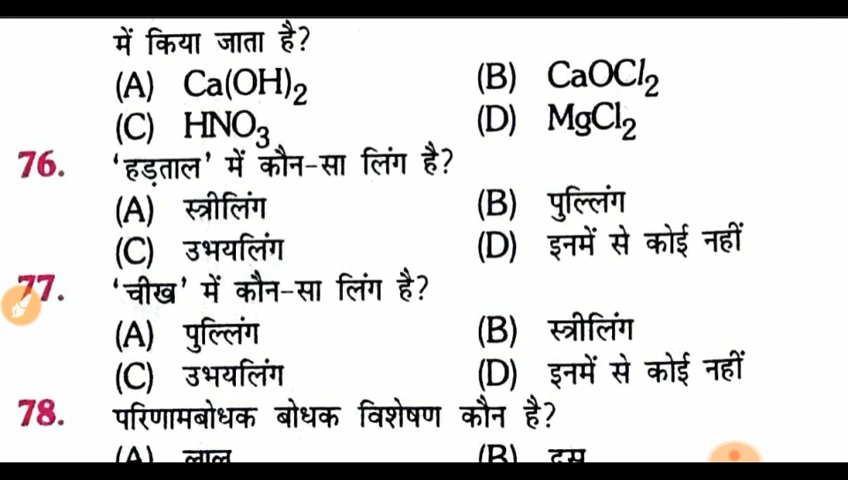 में किया जाता है?
(A) Ca(OH)₂ (B) CaOCl₂
(C) HNO₃ (D) MgCl₂
76. 'हड़ताल' में कौन-सा लिंग है?
(A) स्त्रीलिंग (B) पुल्लिंग
(C) उभयलिंग (D) इनमें से कोई नहीं
77. 'चीख' में कौन-सा लिंग है?
(A) पुल्लिंग (B) स्त्रीलिंग
(C) उभयलिंग (D) इनमें से कोई नहीं
78. परिणामबोधक बोधक विशेषण कौन है?
(A) लाल (B) दस